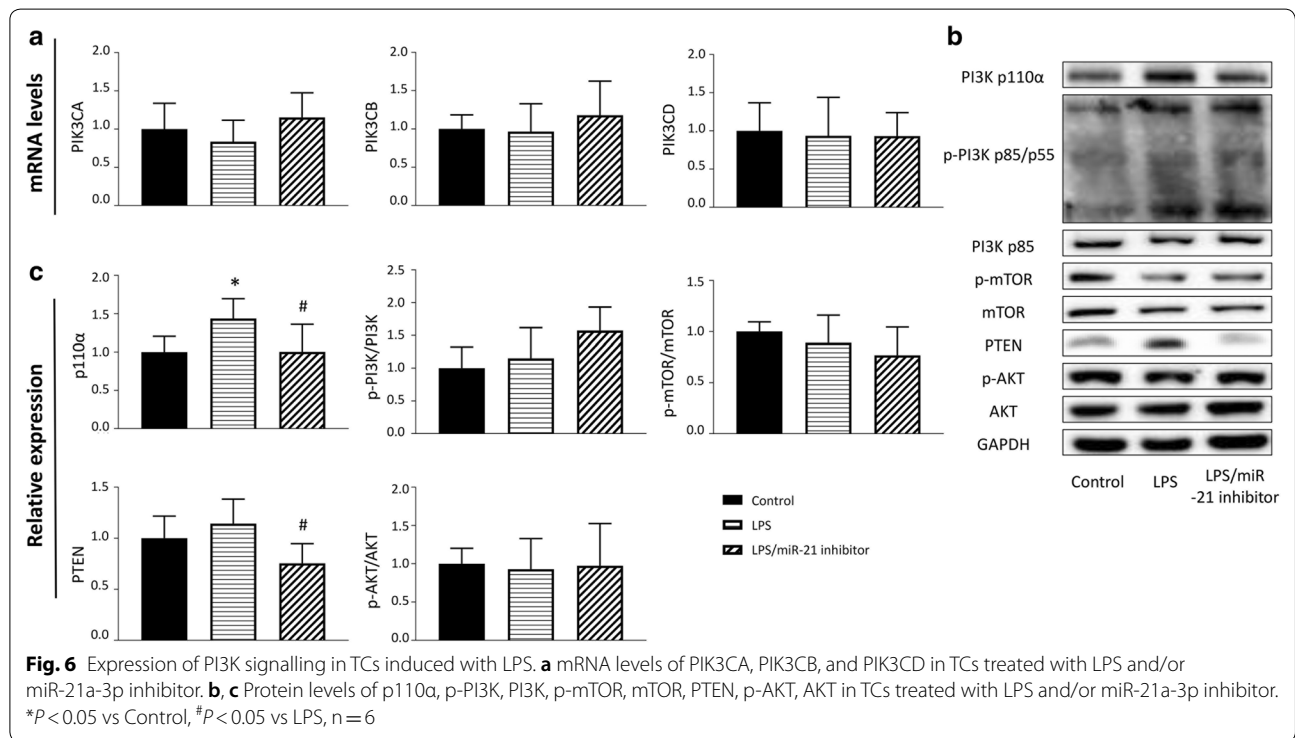 a
mRNA levels
PIK3CA
2.0
1.5
1.0
0.5
0.0
PIK3CB
2.0
1.5
1.0
0.5
0.0
PIK3CD
2.0
1.5
1.0
0.5
0.0
b
PI3K p110α
p-PI3K p85/p55
PI3K p85
p-mTOR
mTOR
PTEN
p-AKT
AKT
GAPDH
Control LPS LPS/miR
-21 inhibitor
c
Relative expression
p110α
2.0
1.5
1.0
0.5
0.0
*
#
p-PI3K/PI3K
2.5
2.0
1.5
1.0
0.5
0.0
p-mTOR/mTOR
1.5
1.0
0.5
0.0
PTEN
1.5
1.0
0.5
0.0
#
p-AKT/AKT
2.0
1.5
1.0
0.5
0.0
Control
LPS
LPS/miR-21 inhibitor
Fig. 6 Expression of PI3K signalling in TCs induced with LPS. a mRNA levels of PIK3CA, PIK3CB, and PIK3CD in TCs treated with LPS and/or
miR-21a-3p inhibitor. b, c Protein levels of p110α, p-PI3K, PI3K, p-mTOR, mTOR, PTEN, p-AKT, AKT in TCs treated with LPS and/or miR-21a-3p inhibitor.
*P < 0.05 vs Control, #P < 0.05 vs LPS, n = 6